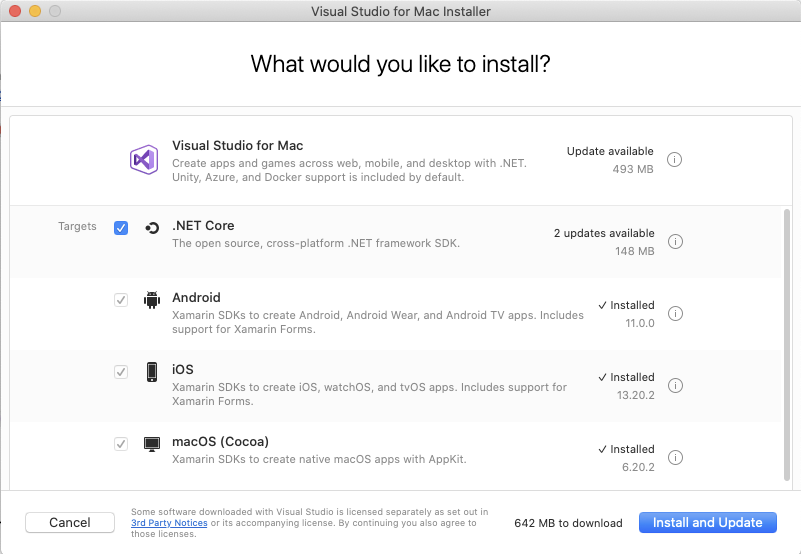 Visual Studio for Mac Installer
What would you like to install?
Visual Studio for Mac
Create apps and games across web, mobile, and desktop with .NET.
Unity, Azure, and Docker support is included by default.
Update available
493 MB
Targets
.NET Core
The open source, cross-platform .NET framework SDK.
2 updates available
148 MB
Android
Xamarin SDKs to create Android, Android Wear, and Android TV apps. Includes
support for Xamarin Forms.
✓ Installed
11.0.0
iOS
Xamarin SDKs to create iOS, watchOS, and tvOS apps. Includes support for
Xamarin Forms.
✓ Installed
13.20.2
macOS (Cocoa)
Xamarin SDKs to create native macOS apps with AppKit.
✓ Installed
6.20.2
Cancel
Some software downloaded with Visual Studio is licensed separately as set out in
3rd Party Notices or its accompanying license. By continuing you also agree to
those licenses.
642 MB to download
Install and Update